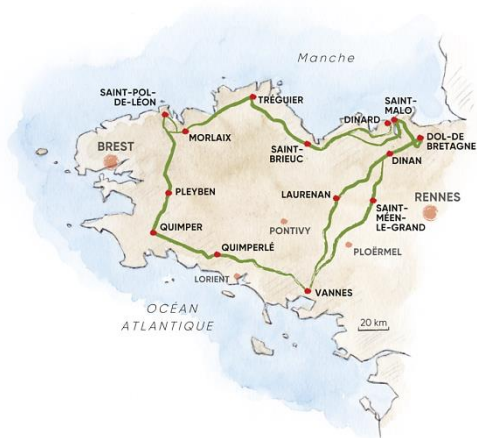 Manche
SAINT-POL-
DE-LÉON
TRÉGUIER
SAINT-
MALO
DINARD
MORLAIX
DOL-DE
BRETAGNE
BREST
SAINT-
BRIEUC
DINAN
PLEYBEN
LAURENAN
RENNES
SAINT-
MÉEN-
LE-GRAND
QUIMPER
PONTIVY
QUIMPERLÉ
PLOËRMEL
LORIENT
VANNES
OCÉAN
ATLANTIQUE
20 km